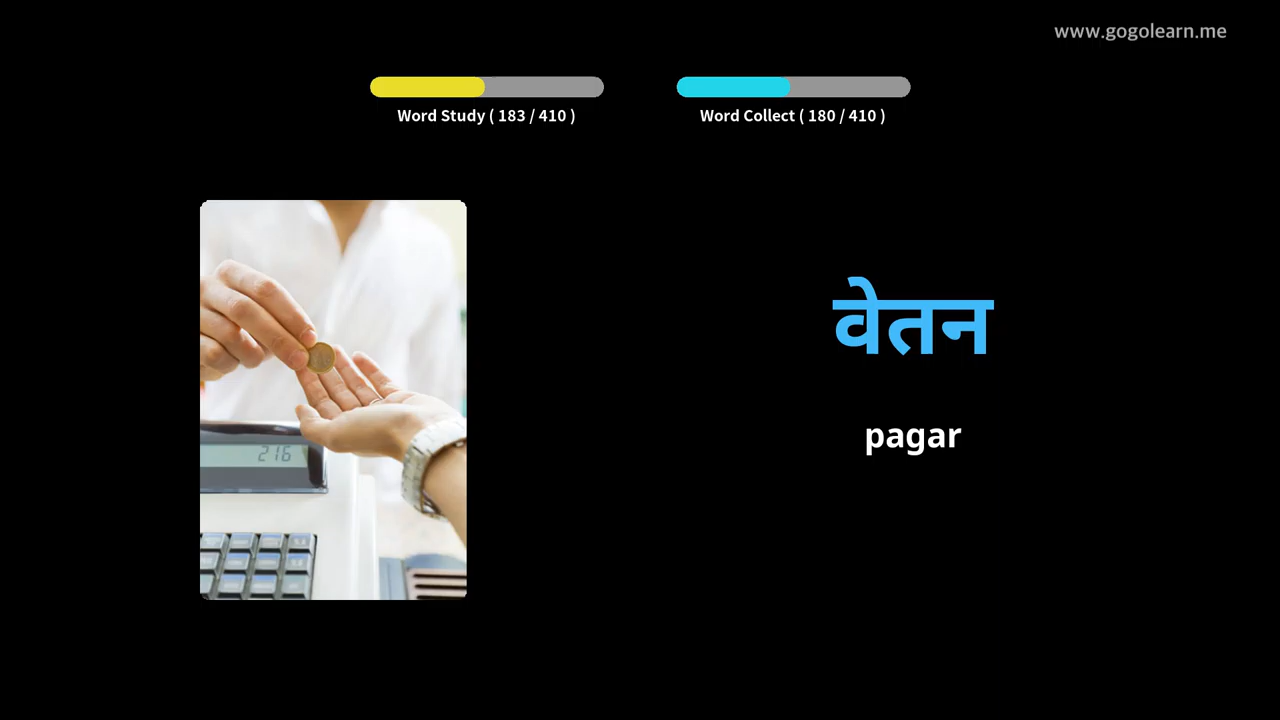 www.gogolearn.me
Word Study ( 183 / 410 )
Word Collect ( 180 / 410 )
216
वेतन
pagar